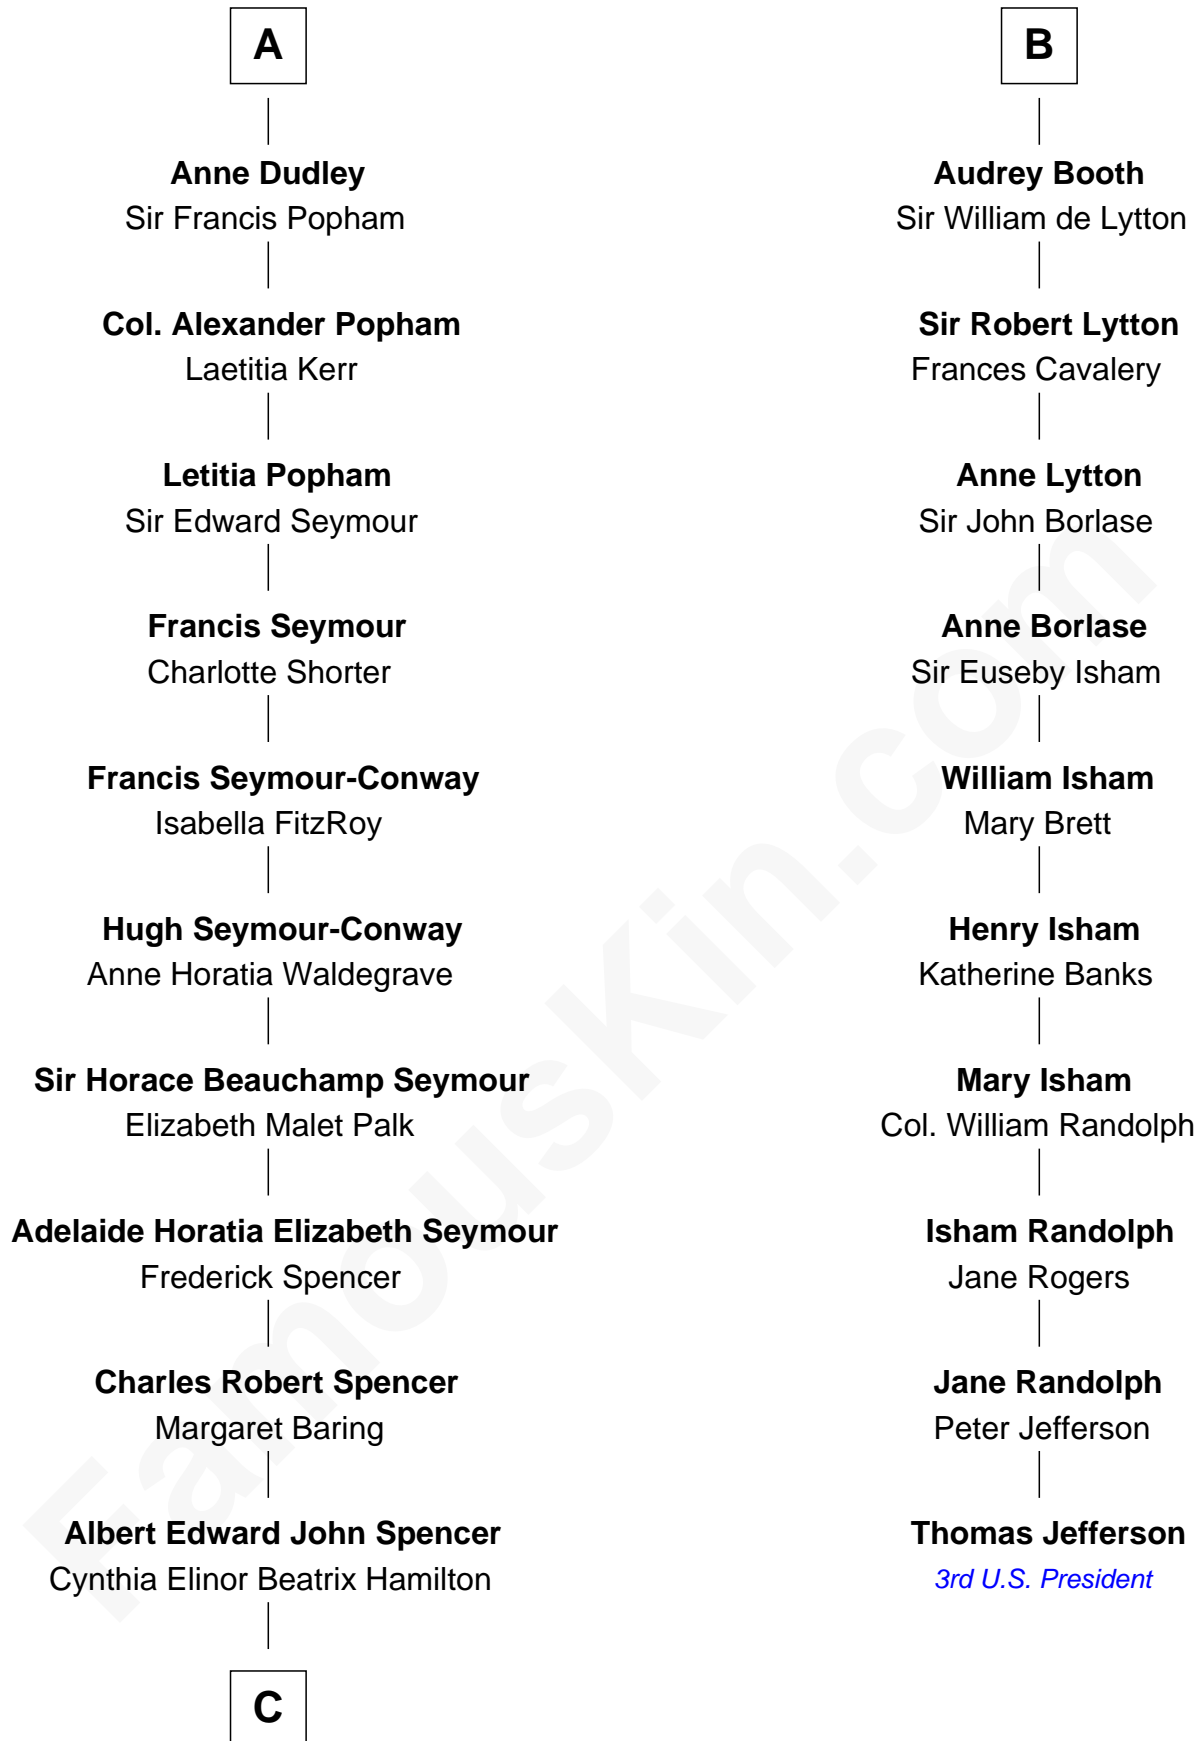 A
Anne Dudley
Sir Francis Popham
Col. Alexander Popham
Laetitia Kerr
Letitia Popham
Sir Edward Seymour
Francis Seymour
Charlotte Shorter
Francis Seymour-Conway
Isabella FitzRoy
Hugh Seymour-Conway
Anne Horatia Waldegrave
Sir Horace Beauchamp Seymour
Elizabeth Malet Palk
Adelaide Horatia Elizabeth Seymour
Frederick Spencer
Charles Robert Spencer
Margaret Baring
Albert Edward John Spencer
Cynthia Elinor Beatrix Hamilton
C
B
Audrey Booth
Sir William de Lytton
Sir Robert Lytton
Frances Cavalery
Anne Lytton
Sir John Borlase
Anne Borlase
Sir Euseby Isham
William Isham
Mary Brett
Henry Isham
Katherine Banks
Mary Isham
Col. William Randolph
Isham Randolph
Jane Rogers
Jane Randolph
Peter Jefferson
Thomas Jefferson
3rd U.S. President
FamousKin.com